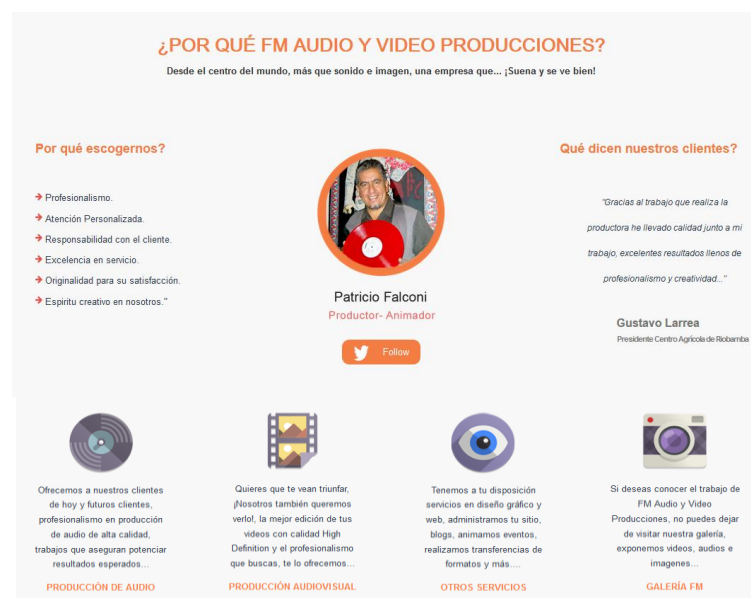 ¿POR QUÉ FM AUDIO Y VIDEO PRODUCCIONES?
Desde el centro del mundo, más que sonido e imagen, una empresa que... ¡Suena y se ve bien!
Por qué escogernos?
Profesionalismo.
Atención Personalizada.
Responsabilidad con el cliente.
Excelencia en servicio.
Originalidad para su satisfacción.
Espiritu creativo en nosotros."
Patricio Falconi
Productor- Animador
Follow
Qué dicen nuestros clientes?
"Gracias al trabajo que realiza la
productora he llevado calidad junto a mi
trabajo, excelentes resultados llenos de
profesionalismo y creatividad..."
Gustavo Larrea
Presidente Centro Agrícola de Riobamba
Ofrecemos a nuestros clientes
de hoy y futuros clientes,
profesionalismo en producción
de audio de alta calidad,
trabajos que aseguran potenciar
resultados esperados...
PRODUCCIÓN DE AUDIO
Quieres que te vean triunfar,
¡Nosotros también queremos
verlo!, la mejor edición de tus
videos con calidad High
Definition y el profesionalismo
que buscas, te lo ofrecemos...
PRODUCCIÓN AUDIOVISUAL
Tenemos a tu disposición
servicios en diseño gráfico y
web, administramos tu sitio,
blogs, animamos eventos,
realizamos transferencias de
formatos y más....
OTROS SERVICIOS
Si deseas conocer el trabajo de
FM Audio y Video
Producciones, no puedes dejar
de visitar nuestra galería,
exponemos videos, audios e
imagenes...
GALERÍA FM